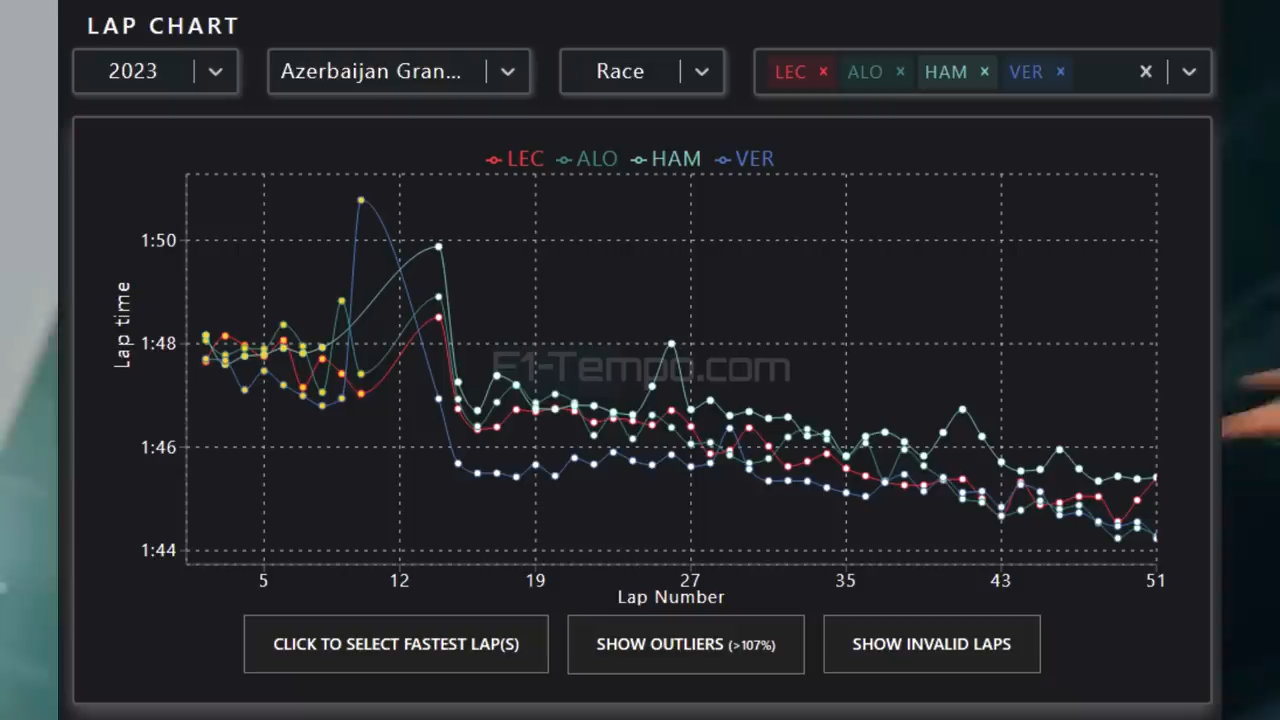 LAP CHART
2023 Azerbaijan Gran... Race LEC × ALO × HAM × VER × ×
LEC ALO HAM VER
1:50
1:48
1:46
1:44
Lap time
F1-Tempo.com
5 12 19 27 35 43 51
Lap Number
CLICK TO SELECT FASTEST LAP(S) SHOW OUTLIERS (>107%) SHOW INVALID LAPS